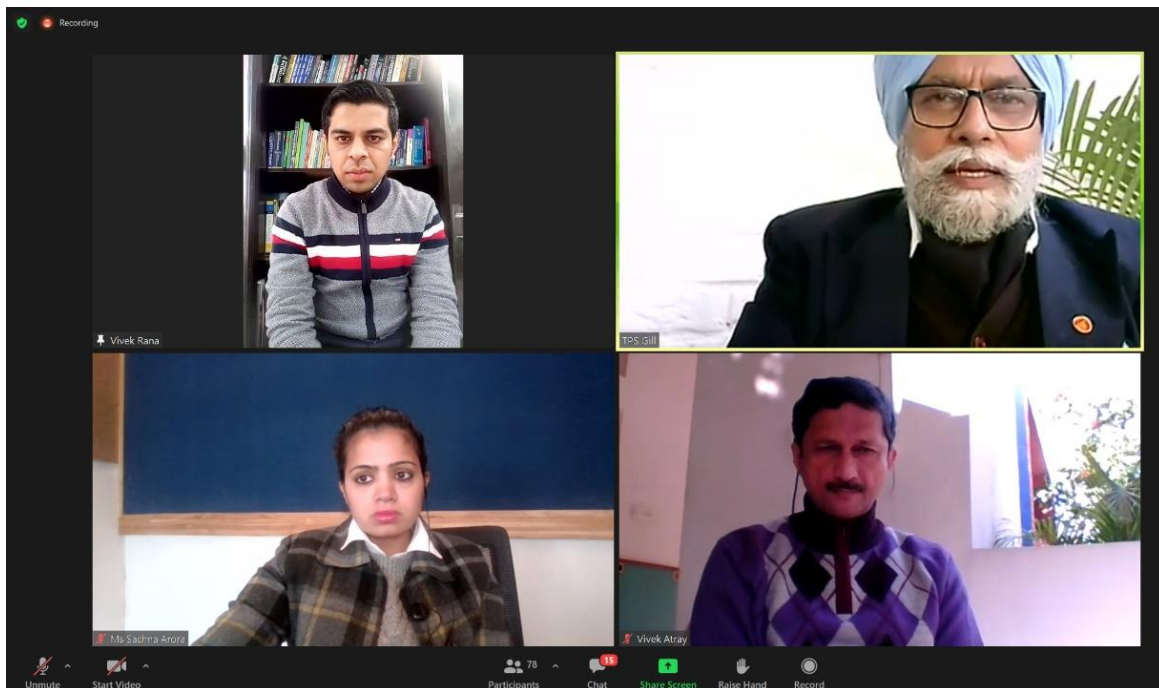 Recording
Vivek Rana
TPS Gill
Ms Sachna Arora
Vivek Atray
Unmute
Start Video
78
Participants
15
Chat
Share Screen
Raise Hand
Record